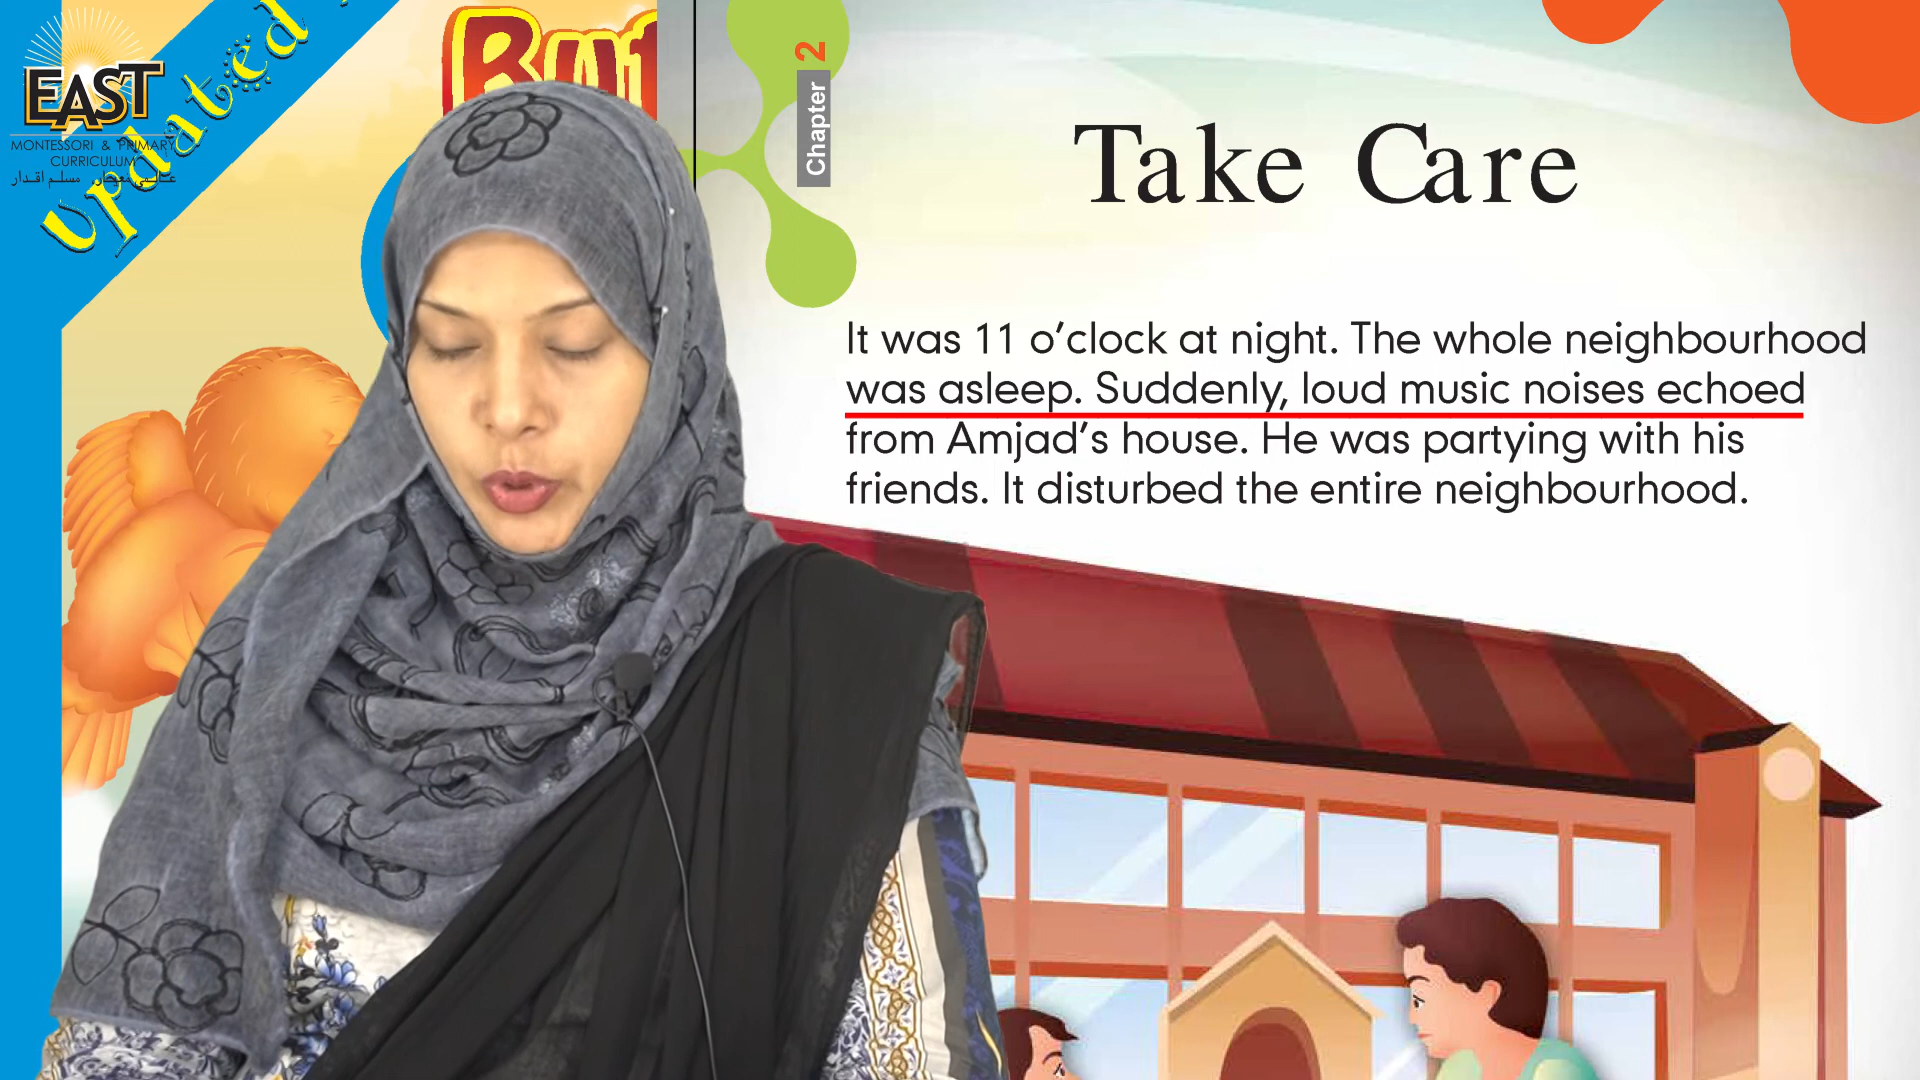 EAST
MONTESSORI & PRIMARY
CURRICULUM
Updated
Chapter 2
Take Care
It was 11 o’clock at night. The whole neighbourhood
was asleep. Suddenly, loud music noises echoed
from Amjad’s house. He was partying with his
friends. It disturbed the entire neighbourhood.